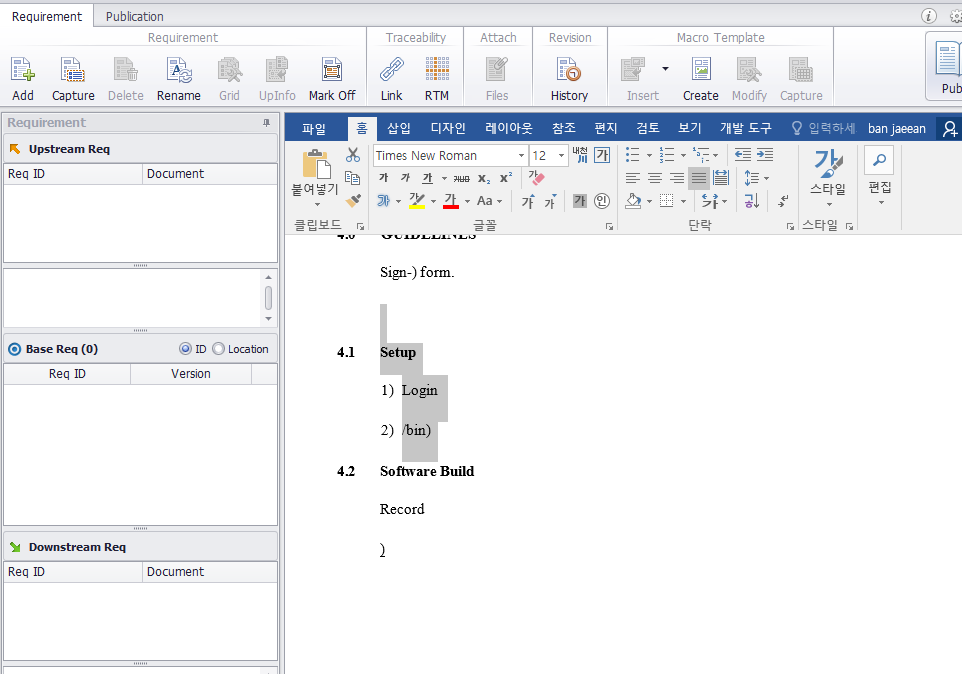 Requirement Publication
Requirement Traceability Attach Revision Macro Template
Add Capture Delete Rename Grid UpInfo Mark Off Link RTM Files History Insert Create Modify Capture Pub
Requirement
Upstream Req
Req ID Document
Base Req (0) ID Location
Req ID Version
Downstream Req
Req ID Document
파일 홈 삽입 디자인 레이아웃 참조 편지 검토 보기 개발 도구 입력하세 ban jaeean
붙여넣기 Times New Roman 12 내천 川 가
가 가 가 abc X₂ X² 가
가 가 가 Aa 가 가 가
스타일 편집
클립보드 글꼴 단락 스타일
4.0 GUIDELINES
Sign-) form.
4.1 Setup
1) Login
2) /bin)
4.2 Software Build
Record
)